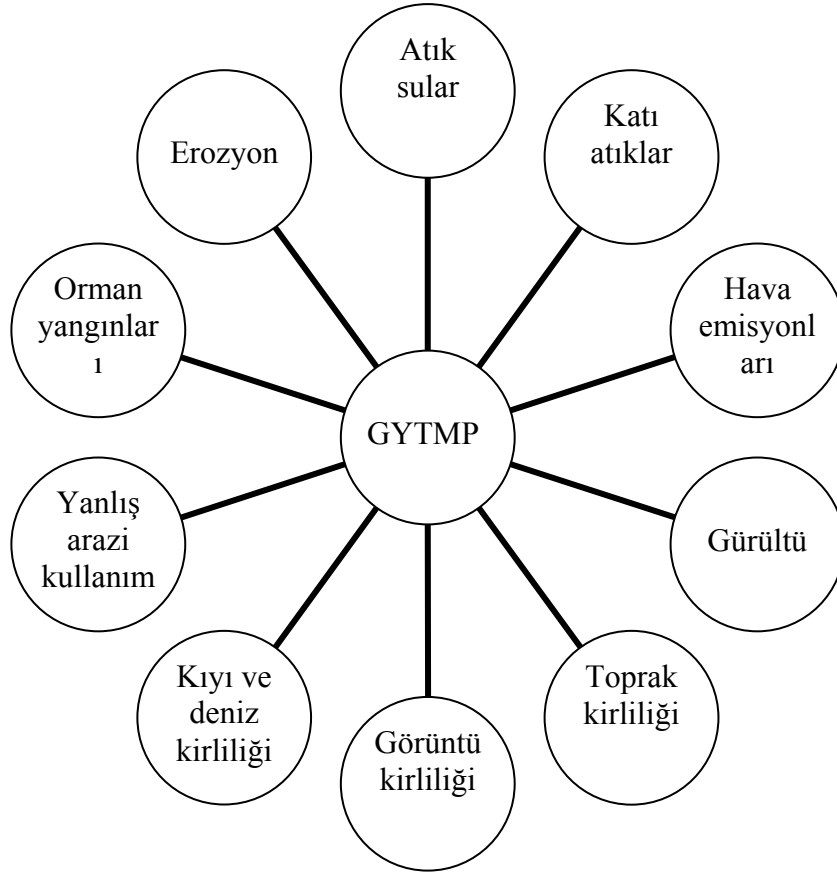 Atık
sular
Katı
atıklar
Hava
emisyonl
arı
Gürültü
Toprak
kirliliği
Görüntü
kirliliği
Kıyı ve
deniz
kirliliği
Yanlış
arazi
kullanım
Orman
yangınlar
ı
Erozyon
GYTMP